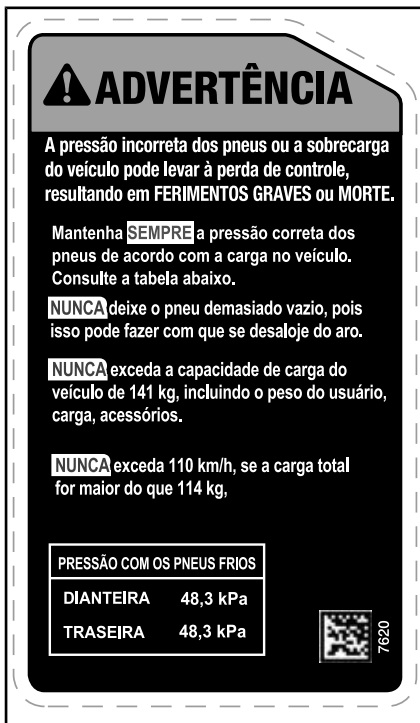 ADVERTÊNCIA
A pressão incorreta dos pneus ou a sobrecarga
do veículo pode levar à perda de controle,
resultando em FERIMENTOS GRAVES ou MORTE.
Mantenha SEMPRE a pressão correta dos
pneus de acordo com a carga no veículo.
Consulte a tabela abaixo.
NUNCA deixe o pneu demasiado vazio, pois
isso pode fazer com que se desaloje do aro.
NUNCA exceda a capacidade de carga do
veículo de 141 kg, incluindo o peso do usuário,
carga, acessórios.
NUNCA exceda 110 km/h, se a carga total
for maior do que 114 kg,
PRESSÃO COM OS PNEUS FRIOS
DIANTEIRA 48,3 kPa
TRASEIRA 48,3 kPa
7620